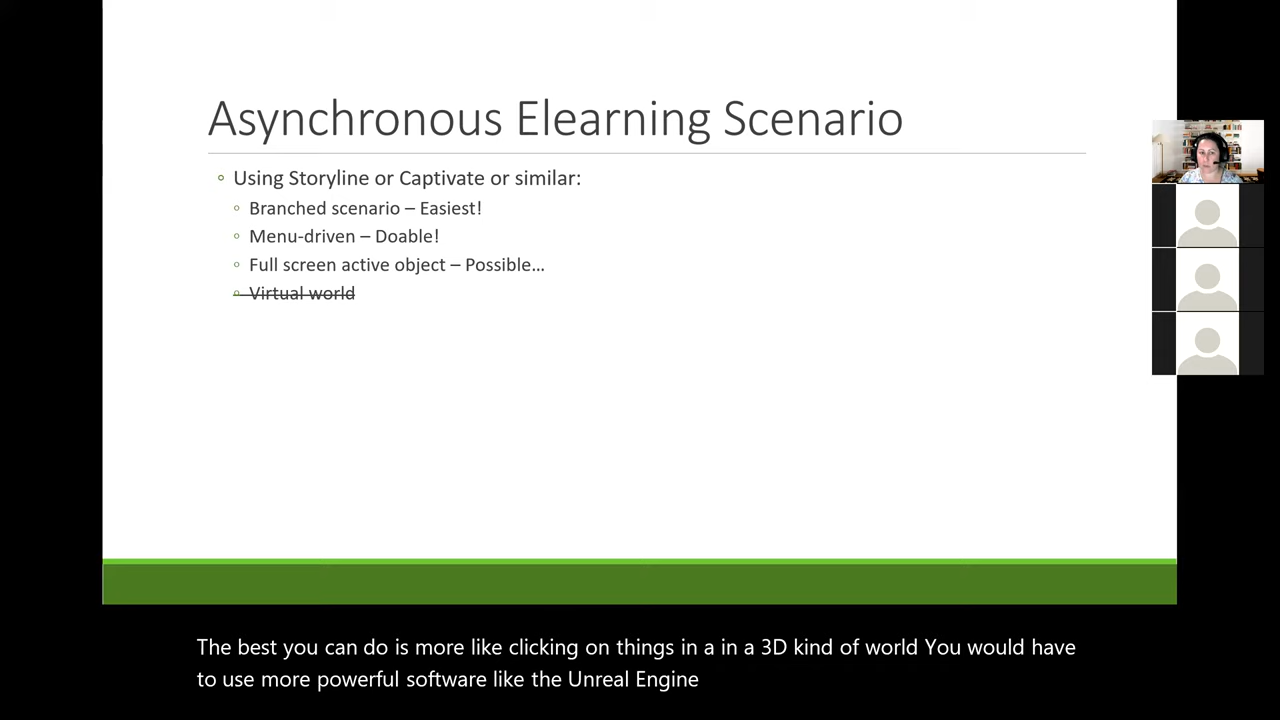 Asynchronous Elearning Scenario
Using Storyline or Captivate or similar:
Branched scenario – Easiest!
Menu-driven – Doable!
Full screen active object – Possible…
Virtual world
The best you can do is more like clicking on things in a in a 3D kind of world You would have
to use more powerful software like the Unreal Engine